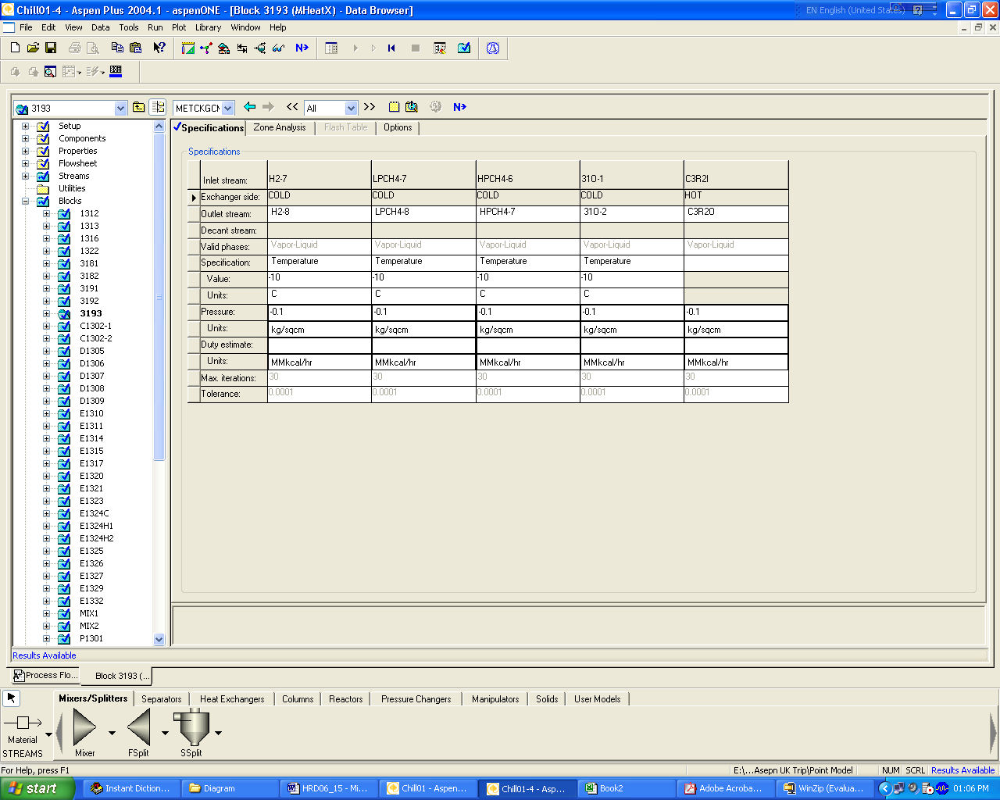 Chill01-4 - Aspen Plus 2004.1 - aspenONE - [Block 3193 (MHeatX) - Data Browser]
EN English (United States)
File Edit View Data Tools Run Plot Library Window Help
N->
3193
METCKGCN
<< All >>
N->
Setup
Components
Properties
Flowsheet
Streams
Utilities
Blocks
1312
1313
1316
1322
3181
3182
3191
3192
3193
C1302-1
C1302-2
D1305
D1306
D1307
D1308
D1309
E1310
E1311
E1314
E1315
E1317
E1320
E1321
E1323
E1324C
E1324H1
E1324H2
E1325
E1326
E1327
E1329
E1332
MIX1
MIX2
P1301
Specifications Zone Analysis Flash Table Options
Specifications
Inlet stream: H2-7 LPCH4-7 HPCH4-6 31O-1 C3R2I
Exchanger side: COLD COLD COLD COLD HOT
Outlet stream: H2-8 LPCH4-8 HPCH4-7 31O-2 C3R2O
Decant stream:
Valid phases: Vapor-Liquid Vapor-Liquid Vapor-Liquid Vapor-Liquid Vapor-Liquid
Specification: Temperature Temperature Temperature Temperature
Value: -10 -10 -10 -10
Units: C C C C
Pressure: -0.1 -0.1 -0.1 -0.1 -0.1
Units: kg/sqcm kg/sqcm kg/sqcm kg/sqcm kg/sqcm
Duty estimate:
Units: MMkcal/hr MMkcal/hr MMkcal/hr MMkcal/hr MMkcal/hr
Max. iterations: 30 30 30 30 30
Tolerance: 0.0001 0.0001 0.0001 0.0001 0.0001
Results Available
Process Flo... Block 3193 (...
Mixers/Splitters Separators Heat Exchangers Columns Reactors Pressure Changers Manipulators Solids User Models
Material
STREAMS
Mixer FSplit SSplit
For Help, press F1 E:\...Asepn UK Trip\Point Model NUM SCRL Results Available
start Instant Diction... Diagram HRD06_15 - Mi... Chill01 - Aspen... Chill01-4 - Asp... Book2 Adobe Acroba... WinZip (Evalua... 01:06 PM